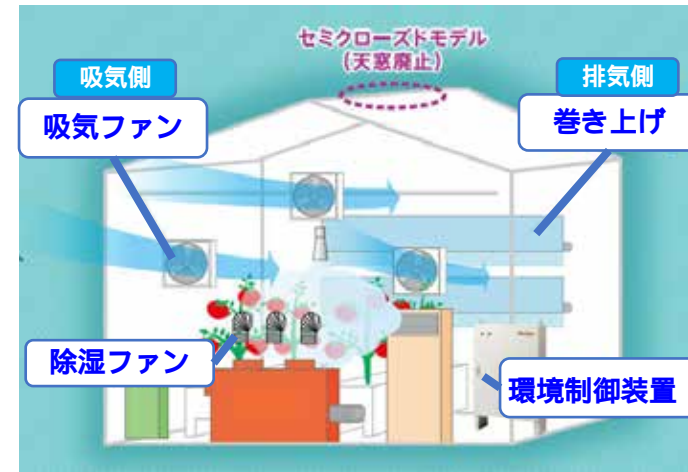 セミクローズドモデル
(天窓廃止)
吸気側
吸気ファン
排気側
巻き上げ
除湿ファン
環境制御装置